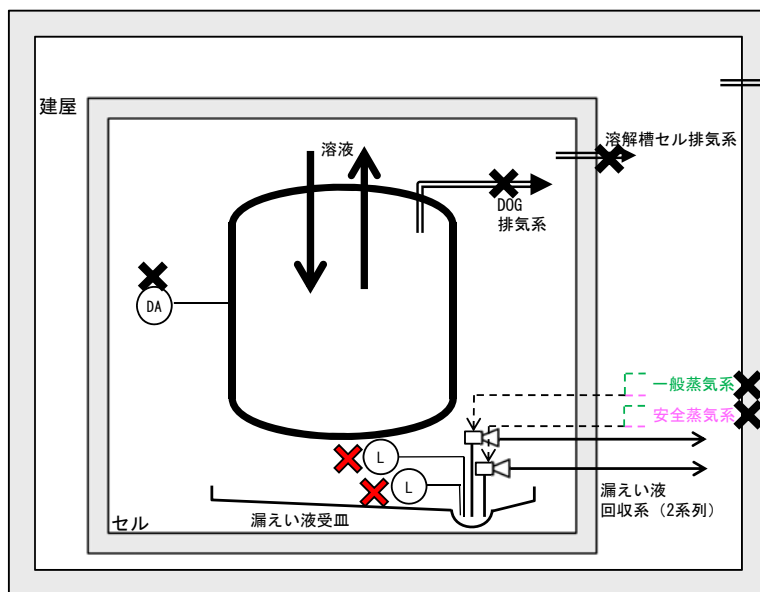 建屋
溶解槽セル排気系
溶液
DOG
排気系
DA
一般蒸気系
安全蒸気系
L
L
漏えい液
回収系（2系列）
漏えい液受皿
セル